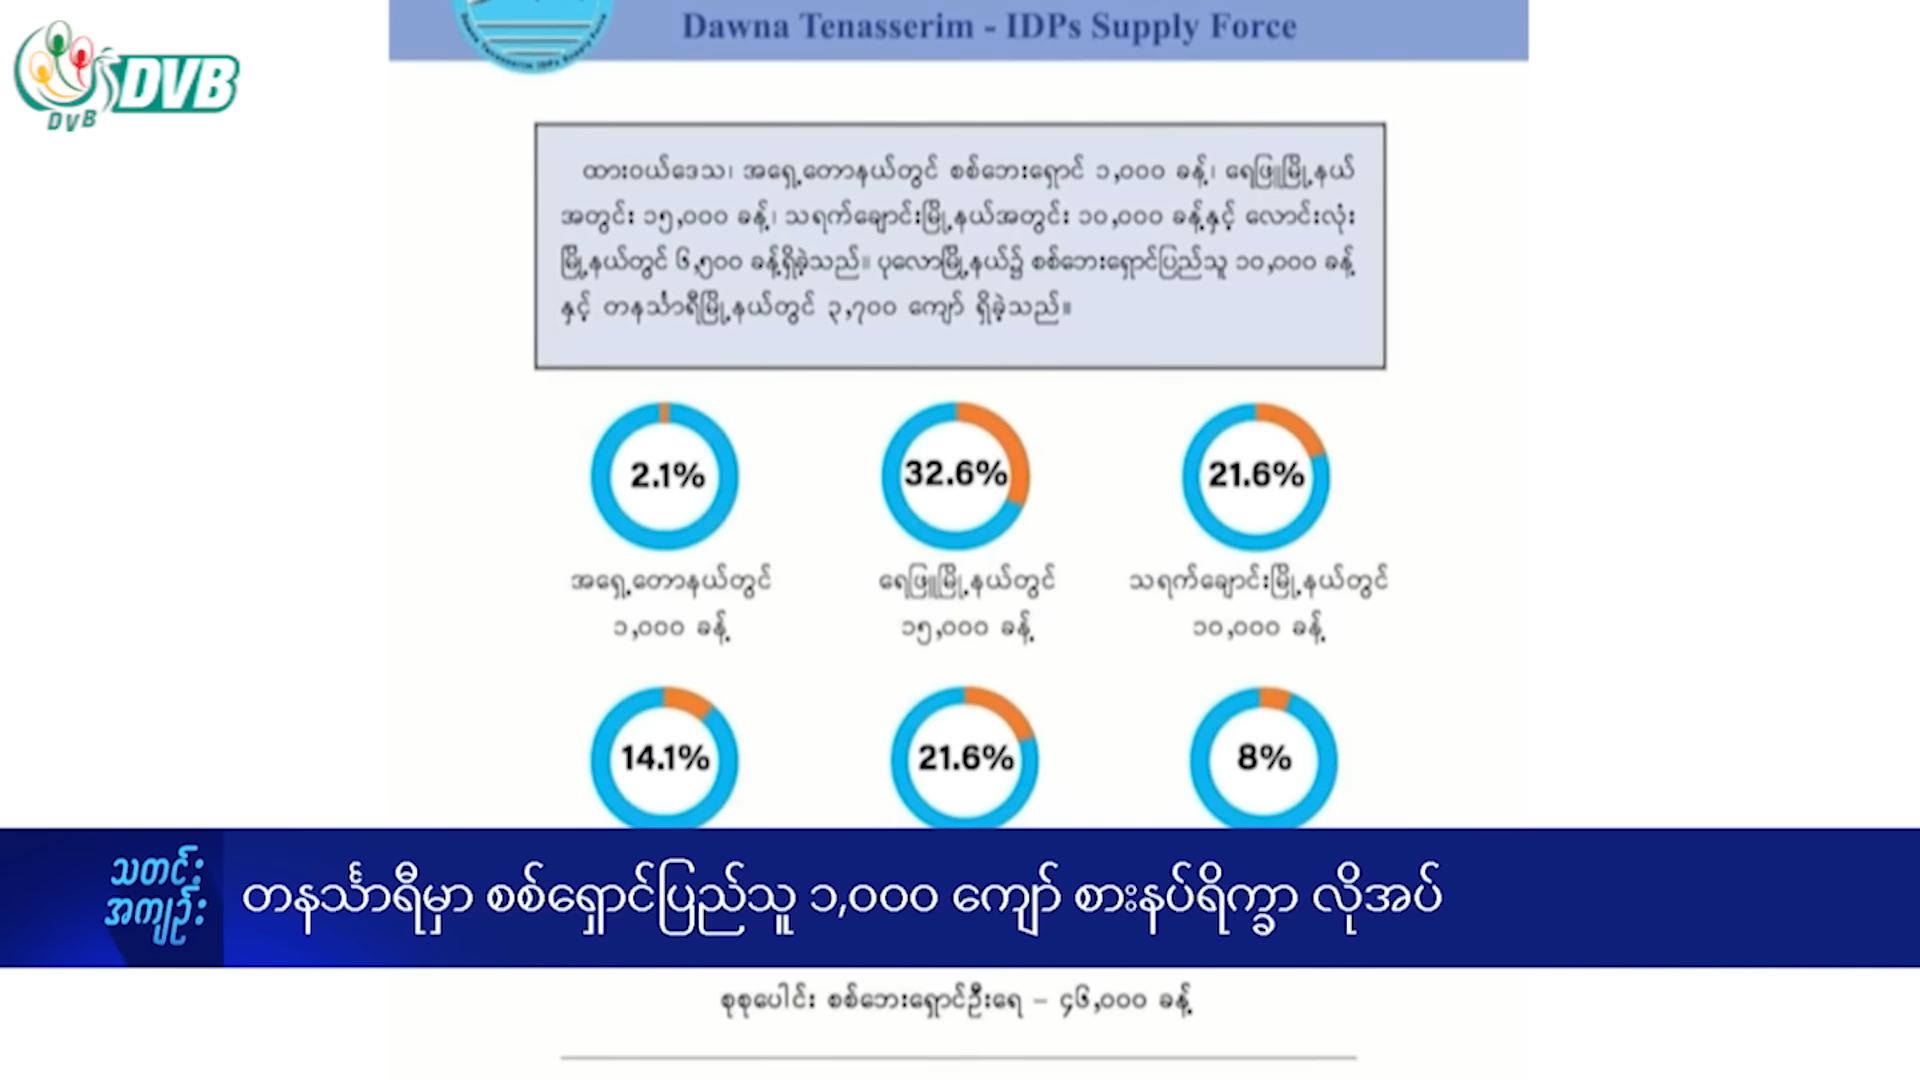 Dawna Tenasserim - IDPs Supply Force
Dawna Tenasserim IDPs Supply Force
DVB
DVB
ထားဝယ်ဒေသ၊ အရှေ့တောနယ်တွင် စစ်ဘေးရှောင် ၁,၀၀၀ ခန့်၊ ရေဖြူမြို့နယ်
အတွင်း ၁၅,၀၀၀ ခန့်၊ သရက်ချောင်းမြို့နယ်အတွင်း ၁၀,၀၀၀ ခန့်နှင့် လောင်းလုံး
မြို့နယ်တွင် ၆,၅၀၀ ခန့်ရှိခဲ့သည်။ ပုလောမြို့နယ်၌ စစ်ဘေးရှောင်ပြည်သူ ၁၀,၀၀၀ ခန့်
နှင့် တနင်္သာရီမြို့နယ်တွင် ၃,၇၀၀ ကျော် ရှိခဲ့သည်။
2.1% 32.6% 21.6%
အရှေ့တောနယ်တွင် ရေဖြူမြို့နယ်တွင် သရက်ချောင်းမြို့နယ်တွင်
၁,၀၀၀ ခန့် ၁၅,၀၀၀ ခန့် ၁၀,၀၀၀ ခန့်
14.1% 21.6% 8%
သတင်း
အကျဉ်း
တနင်္သာရီမှာ စစ်ရှောင်ပြည်သူ ၁,၀၀၀ ကျော် စားနပ်ရိက္ခာ လိုအပ်
စုစုပေါင်း စစ်ဘေးရှောင်ဦးရေ – ၄၆,၀၀၀ ခန့်